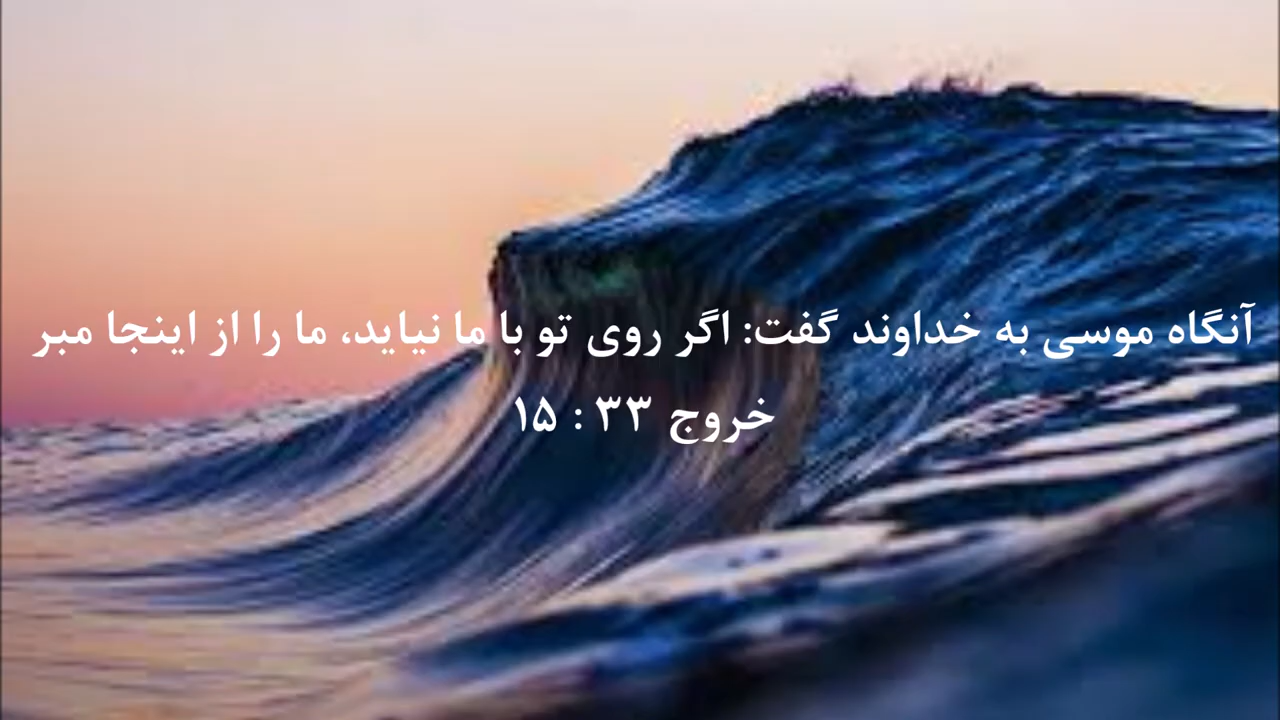 آنگاه موسی به خداوند گفت: اگر روی تو با ما نیاید، ما را از اینجا مبر
خروج ۳۳ : ۱۵